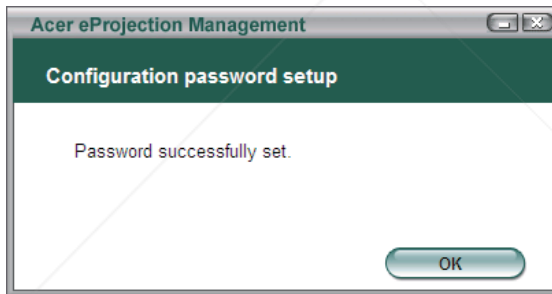 Acer eProjection Management
Configuration password setup
Password successfully set.
OK